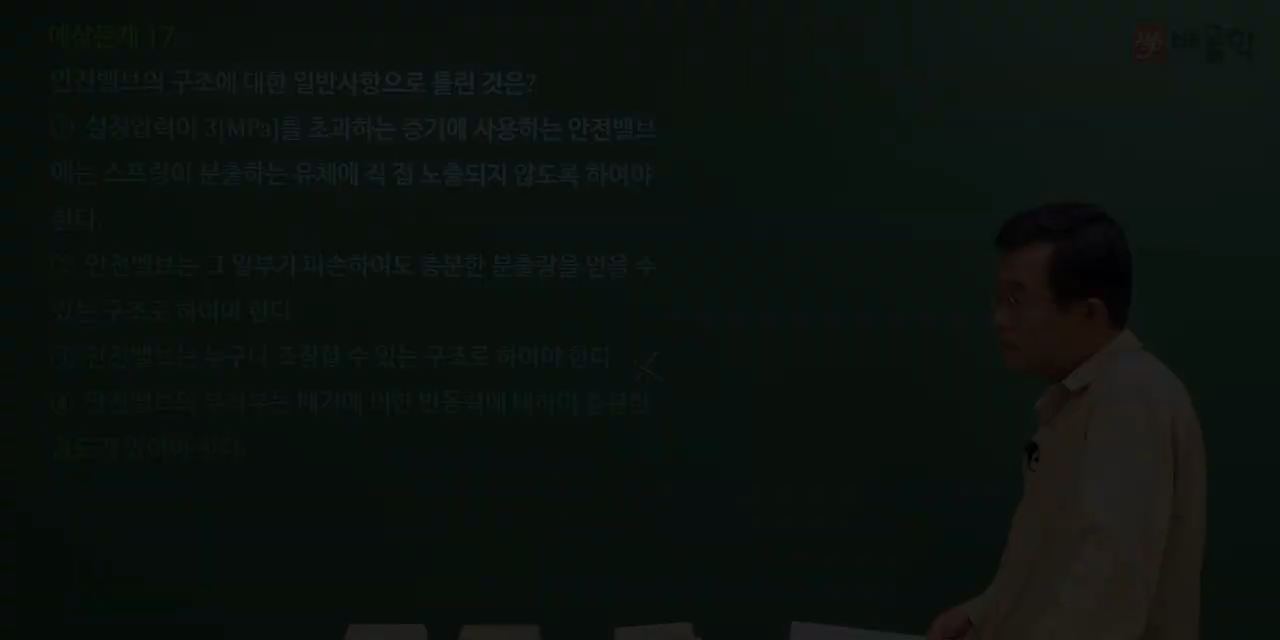 예상문제 17
배울학
안전밸브의 구조에 대한 일반사항으로 틀린 것은?
① 설정압력이 3[MPa]를 초과하는 증기에 사용하는 안전밸브
에는 스프링이 분출하는 유체에 직 접 노출되지 않도록 하여야
한다.
② 안전밸브는 그 일부가 파손하여도 충분한 분출량을 얻을 수
있는 구조로 하여야 한다.
③ 안전밸브는 누구나 조정할 수 있는 구조로 하여야 한다.
④ 안전밸브의 부착부는 배기에 의한 반동력에 대하여 충분한
강도가 있어야 한다.